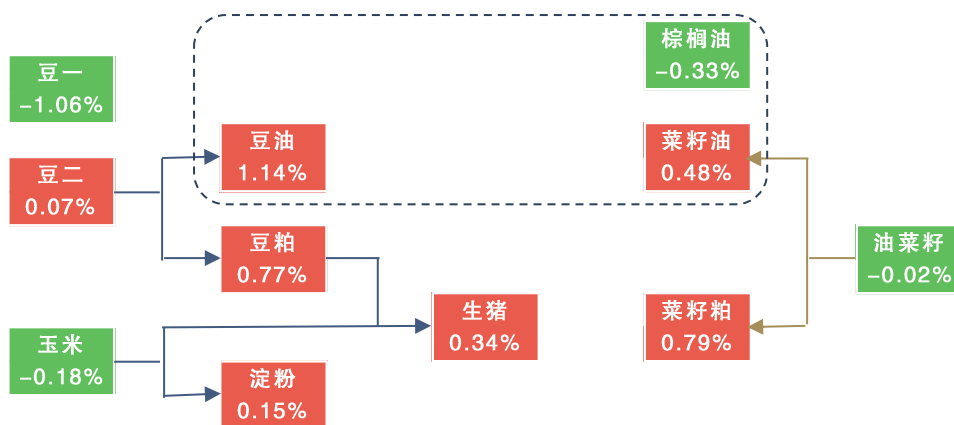 棕榈油
-0.33%
豆一
-1.06%
豆油
1.14%
菜籽油
0.48%
豆二
0.07%
豆粕
0.77%
油菜籽
-0.02%
生猪
0.34%
菜籽粕
0.79%
玉米
-0.18%
淀粉
0.15%